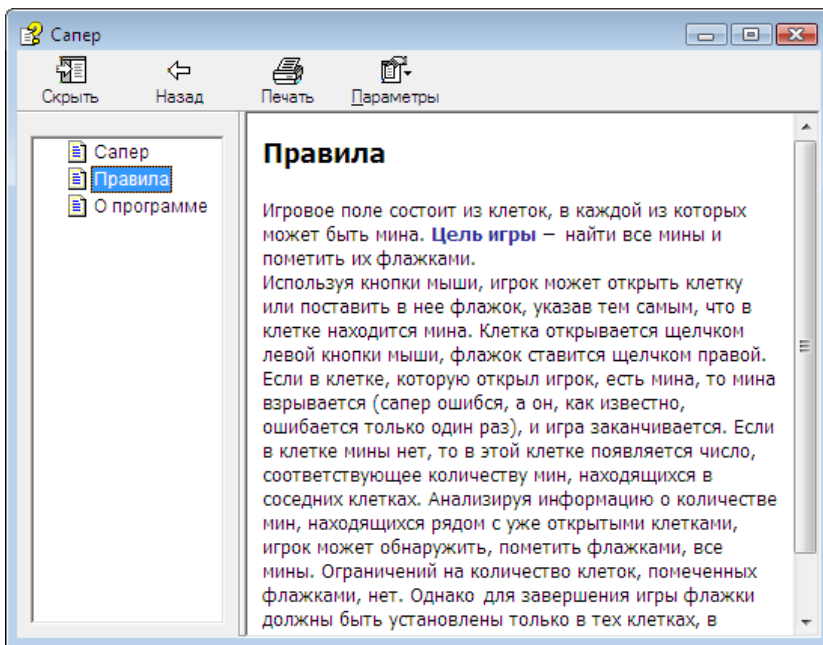 Сапер
Скрыть Назад Печать Параметры
Сапер
Правила
О программе
Правила
Игровое поле состоит из клеток, в каждой из которых
может быть мина. Цель игры – найти все мины и
пометить их флажками.
Используя кнопки мыши, игрок может открыть клетку
или поставить в нее флажок, указав тем самым, что в
клетке находится мина. Клетка открывается щелчком
левой кнопки мыши, флажок ставится щелчком правой.
Если в клетке, которую открыл игрок, есть мина, то мина
взрывается (сапер ошибся, а он, как известно,
ошибается только один раз), и игра заканчивается. Если
в клетке мины нет, то в этой клетке появляется число,
соответствующее количеству мин, находящихся в
соседних клетках. Анализируя информацию о количестве
мин, находящихся рядом с уже открытыми клетками,
игрок может обнаружить, пометить флажками, все
мины. Ограничений на количество клеток, помеченных
флажками, нет. Однако для завершения игры флажки
должны быть установлены только в тех клетках, в